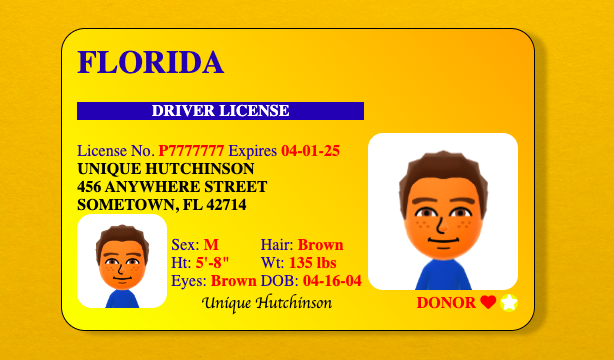 FLORIDA
DRIVER LICENSE
License No. P7777777 Expires 04-01-25
UNIQUE HUTCHINSON
456 ANYWHERE STREET
SOMETOWN, FL 42714
Sex: M Hair: Brown
Ht: 5'-8" Wt: 135 lbs
Eyes: Brown DOB: 04-16-04
Unique Hutchinson
DONOR